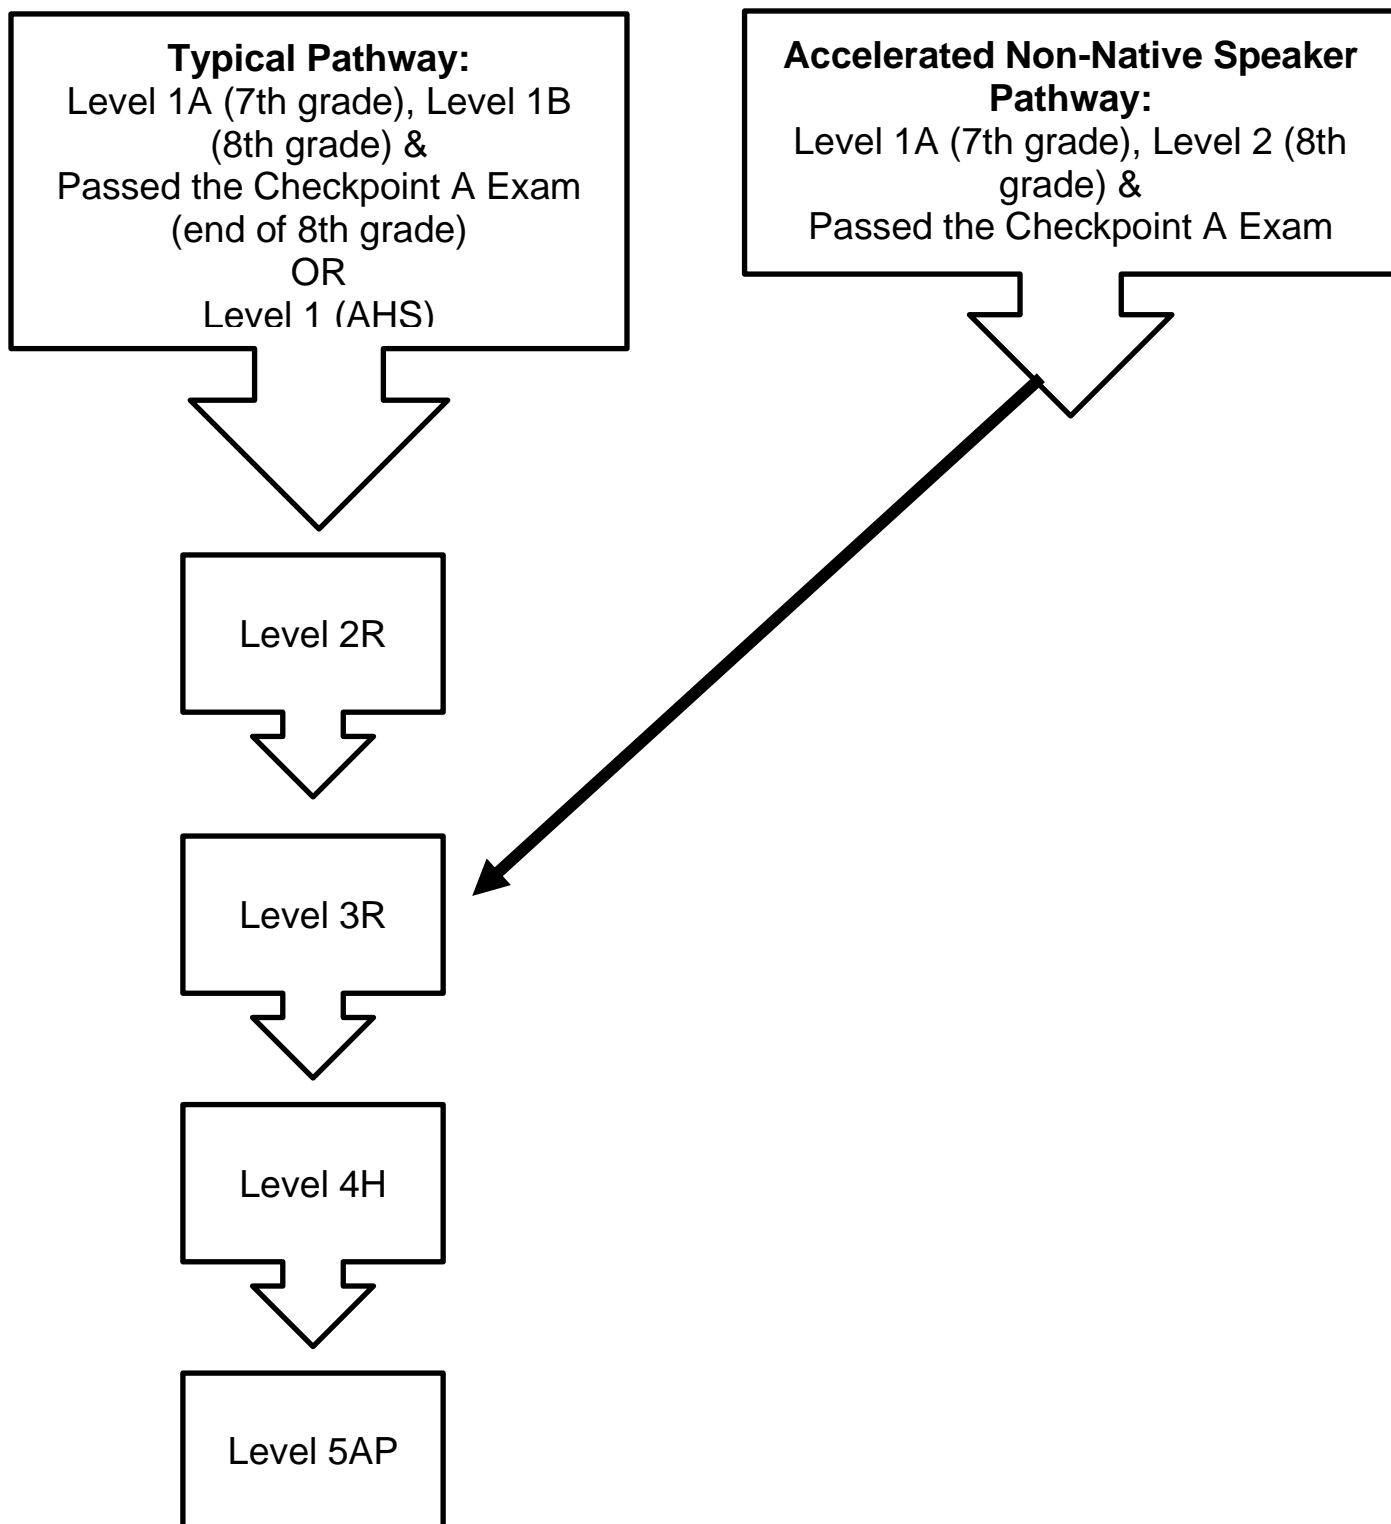 Typical Pathway:
Level 1A (7th grade), Level 1B
(8th grade) &
Passed the Checkpoint A Exam
(end of 8th grade)
OR
Level 1 (AHS)
Accelerated Non-Native Speaker
Pathway:
Level 1A (7th grade), Level 2 (8th
grade) &
Passed the Checkpoint A Exam
Level 2R
Level 3R
Level 4H
Level 5AP